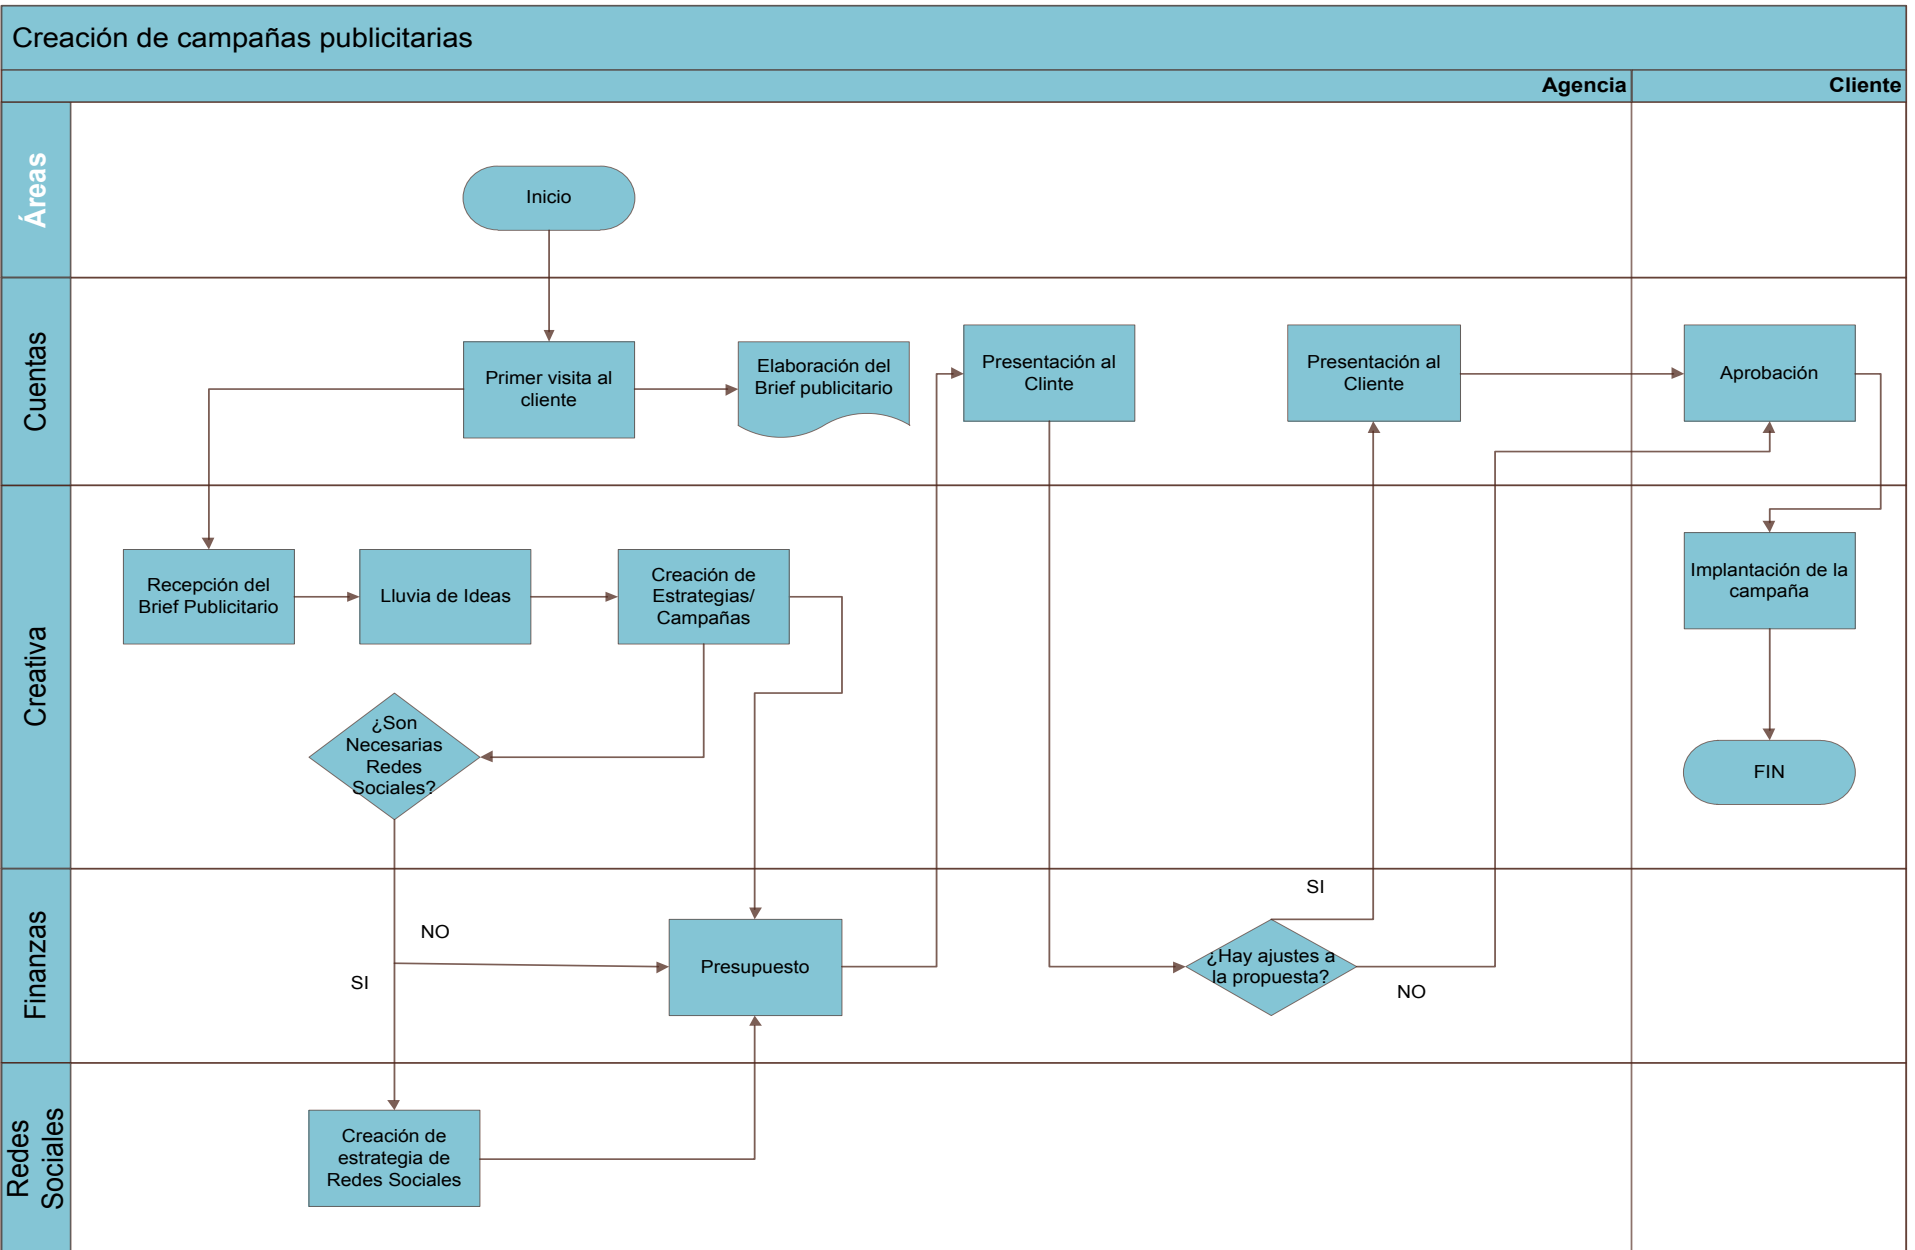 Creación de campañas publicitarias
Agencia
Cliente
Áreas
Inicio
Cuentas
Primer visita al
cliente
Elaboración del
Brief publicitario
Presentación al
Clinte
Presentación al
Cliente
Aprobación
Creativa
Recepción del
Brief Publicitario
Lluvia de Ideas
Creación de
Estrategias/
Campañas
Implantación de la
campaña
¿Son
Necesarias
Redes
Sociales?
FIN
Finanzas
NO
SI
Presupuesto
SI
¿Hay ajustes a
la propuesta?
NO
Redes
Sociales
Creación de
estrategia de
Redes Sociales